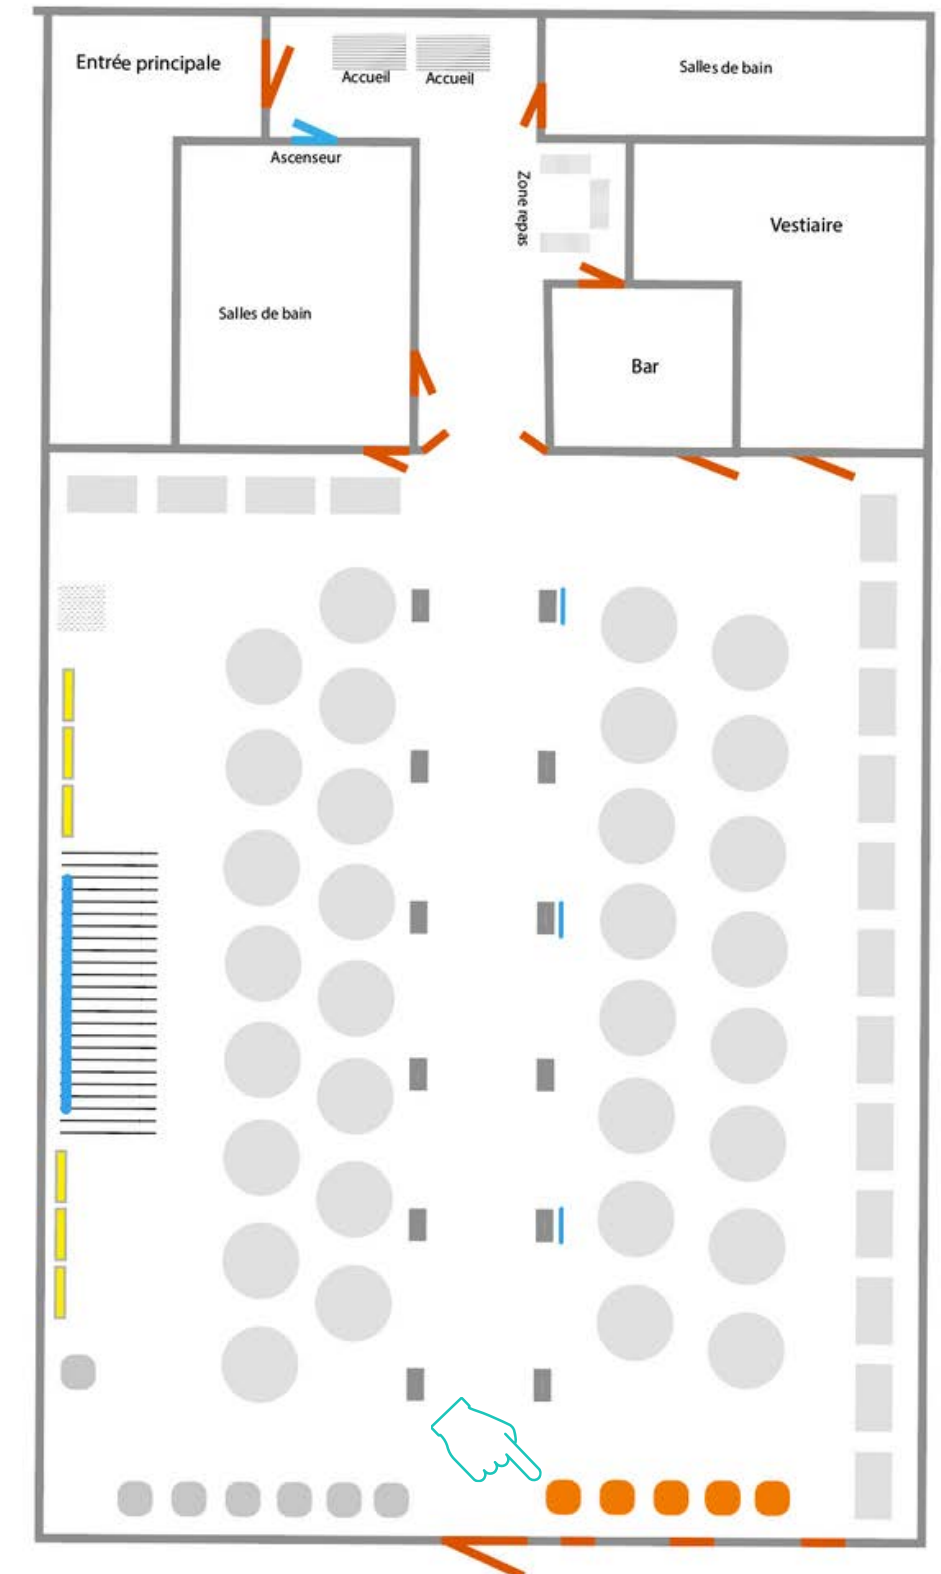 Entrée principale
Accueil
Accueil
Salles de bain
Ascenseur
Zone repas
Vestiaire
Salles de bain
Bar